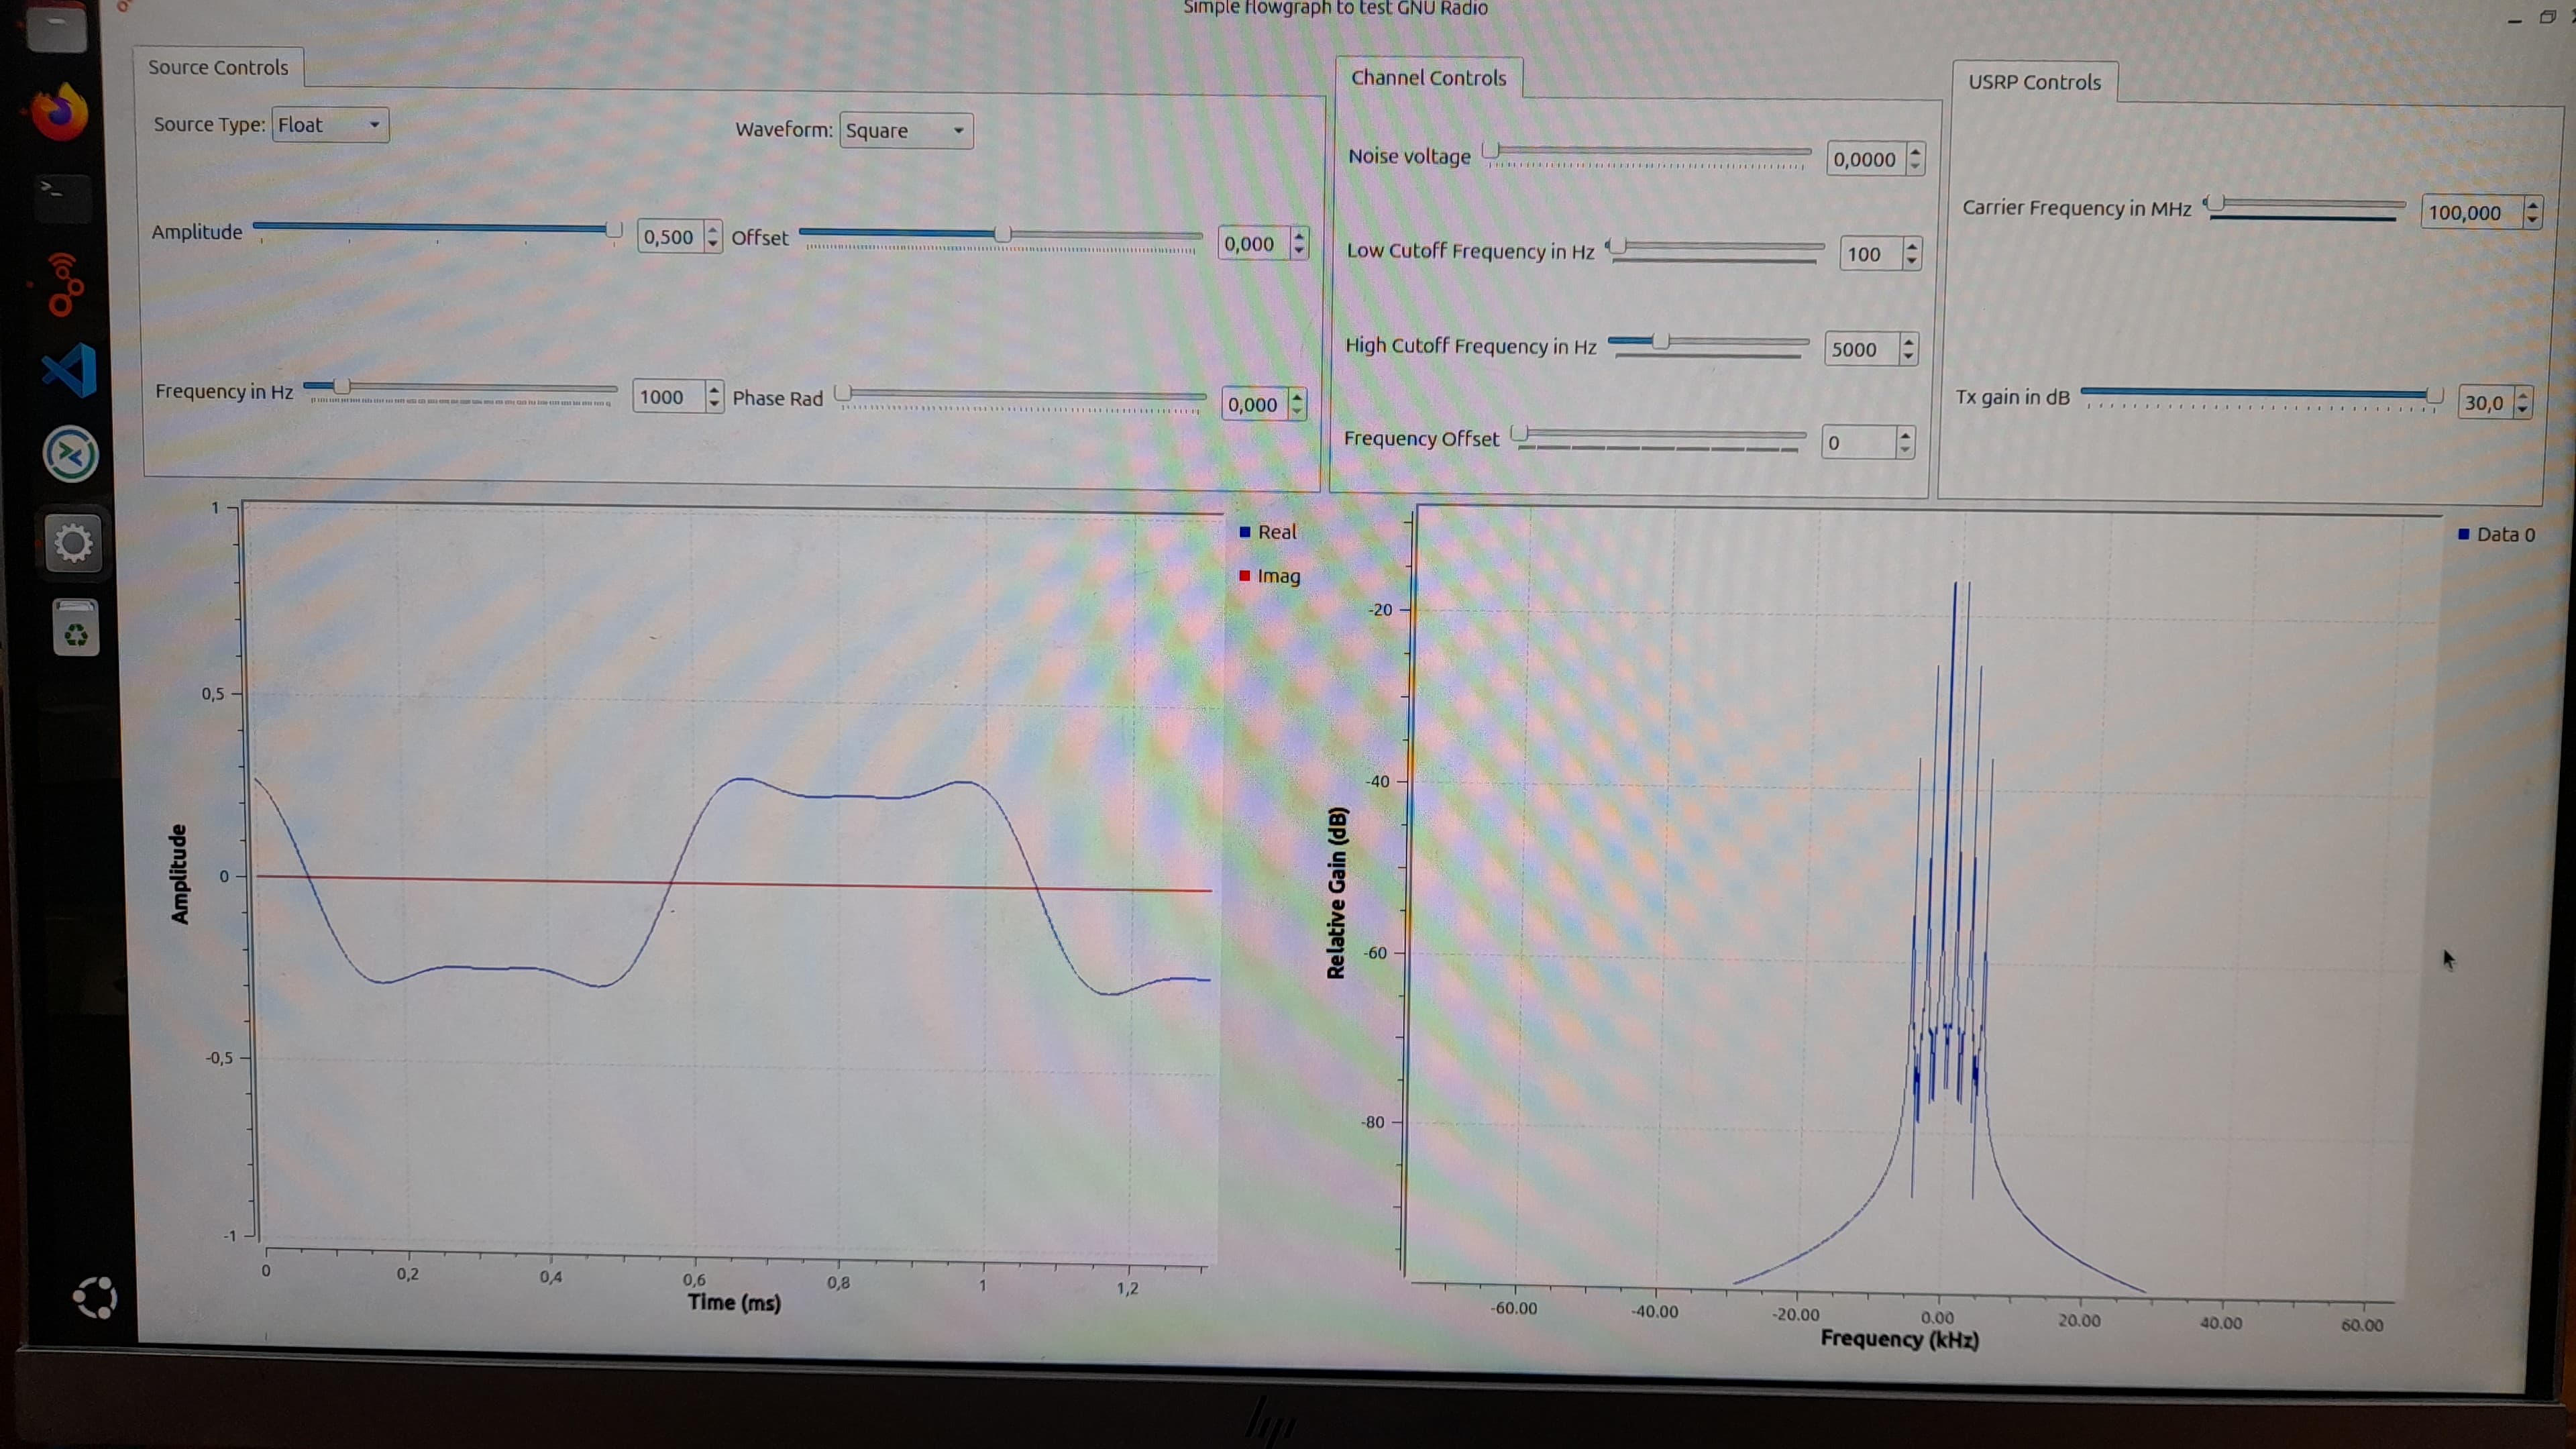 Simple flowgraph to test GNU Radio
Source Controls
Source Type: Float
Waveform: Square
Amplitude 0,500
Offset 0,000
Frequency in Hz 1000
Phase Rad 0,000
Channel Controls
Noise voltage 0,0000
Low Cutoff Frequency in Hz 100
High Cutoff Frequency in Hz 5000
Frequency Offset 0
USRP Controls
Carrier Frequency in MHz 100,000
Tx gain in dB 30,0
1
0,5
0
-0,5
-1
Amplitude
0 0,2 0,4 0,6 0,8 1 1,2
Time (ms)
Real
Imag
-20
-40
-60
-80
Relative Gain (dB)
-60.00 -40.00 -20.00 0.00 20.00 40.00 60.00
Frequency (kHz)
Data 0
hp